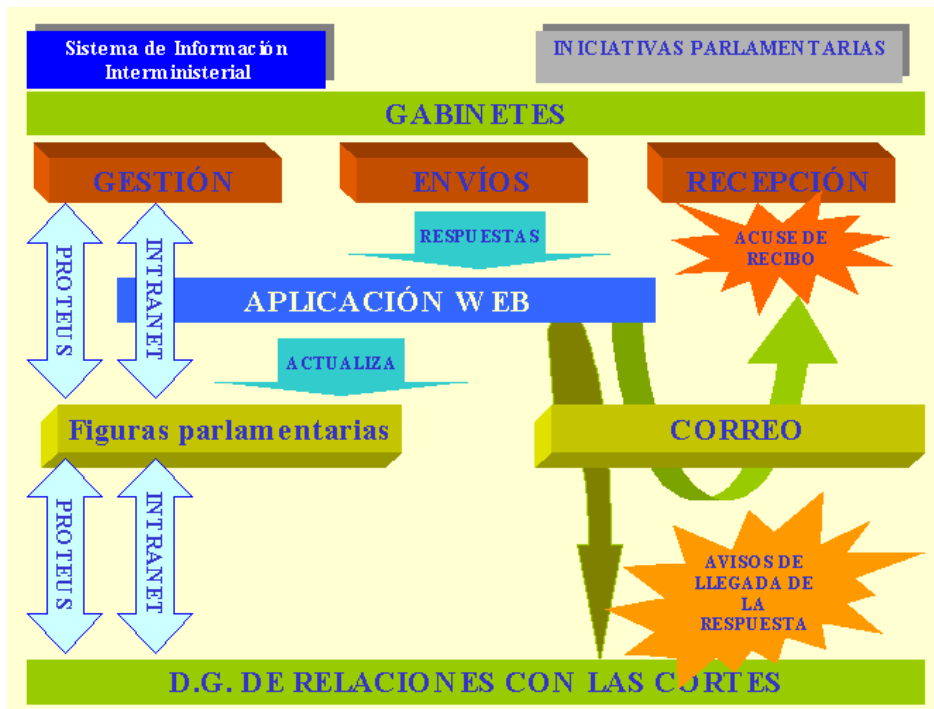 Sistema de Información
Interministerial
INICIATIVAS PARLAMENTARIAS
GABINETES
GESTIÓN
ENVÍOS
RECEPCIÓN
PROTEUS
INTRANET
RESPUESTAS
ACUSE DE
RECIBO
APLICACIÓN WEB
ACTUALIZA
Figuras parlamentarias
CORREO
PROTEUS
INTRANET
AVISOS DE
LLEGADA DE
LA
RESPUESTA
D.G. DE RELACIONES CON LAS CORTES